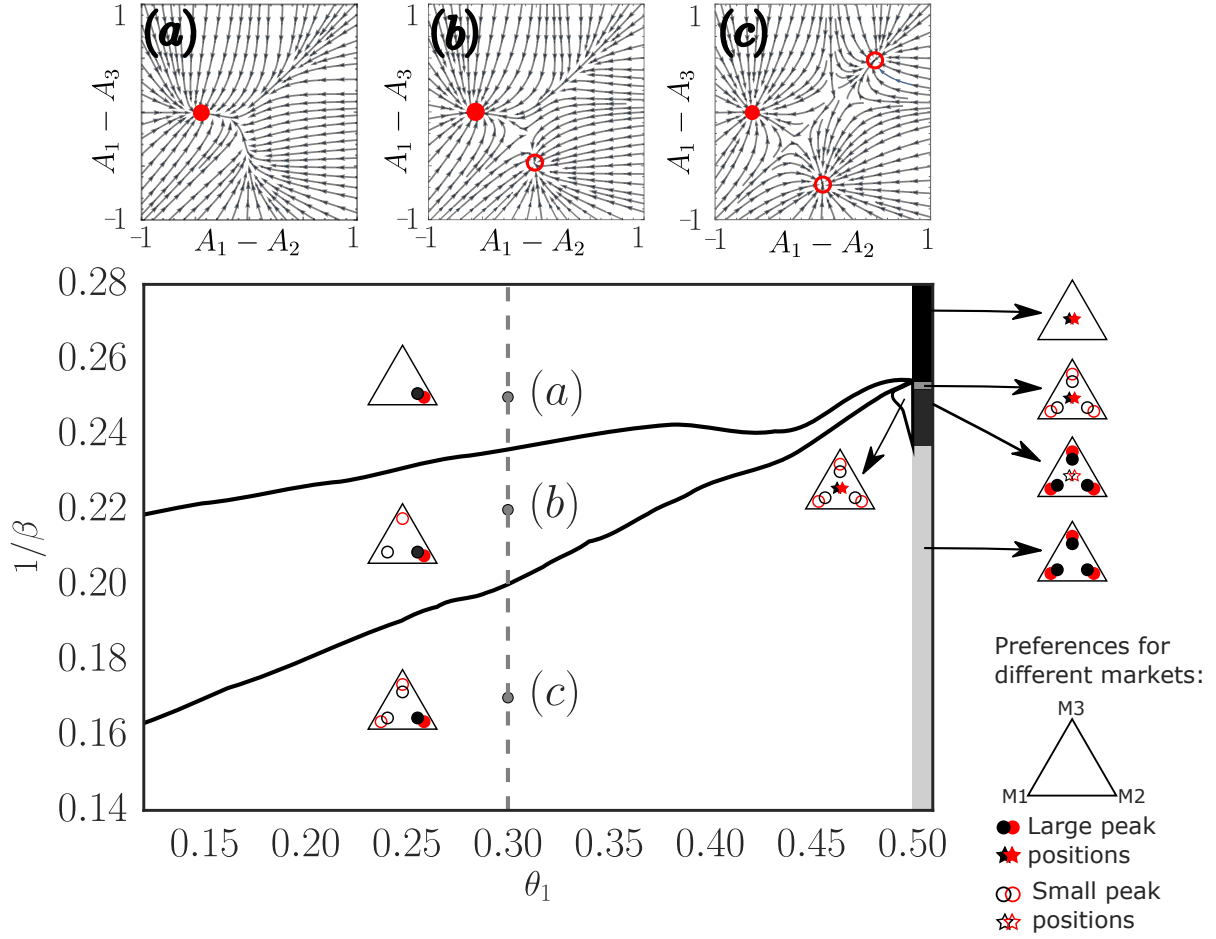 (a)
1
A₁ − A₃
−1
−1
A₁ − A₂
1
(b)
1
A₁ − A₃
−1
−1
A₁ − A₂
1
(c)
1
A₁ − A₃
−1
−1
A₁ − A₂
1
0.28
0.26
0.24
0.22
0.20
0.18
0.16
0.14
1/β
(a)
(b)
(c)
0.15 0.20 0.25 0.30 0.35 0.40 0.45 0.50
θ₁
Preferences for
different markets:
M3
M1
M2
Large peak
positions
Small peak
positions